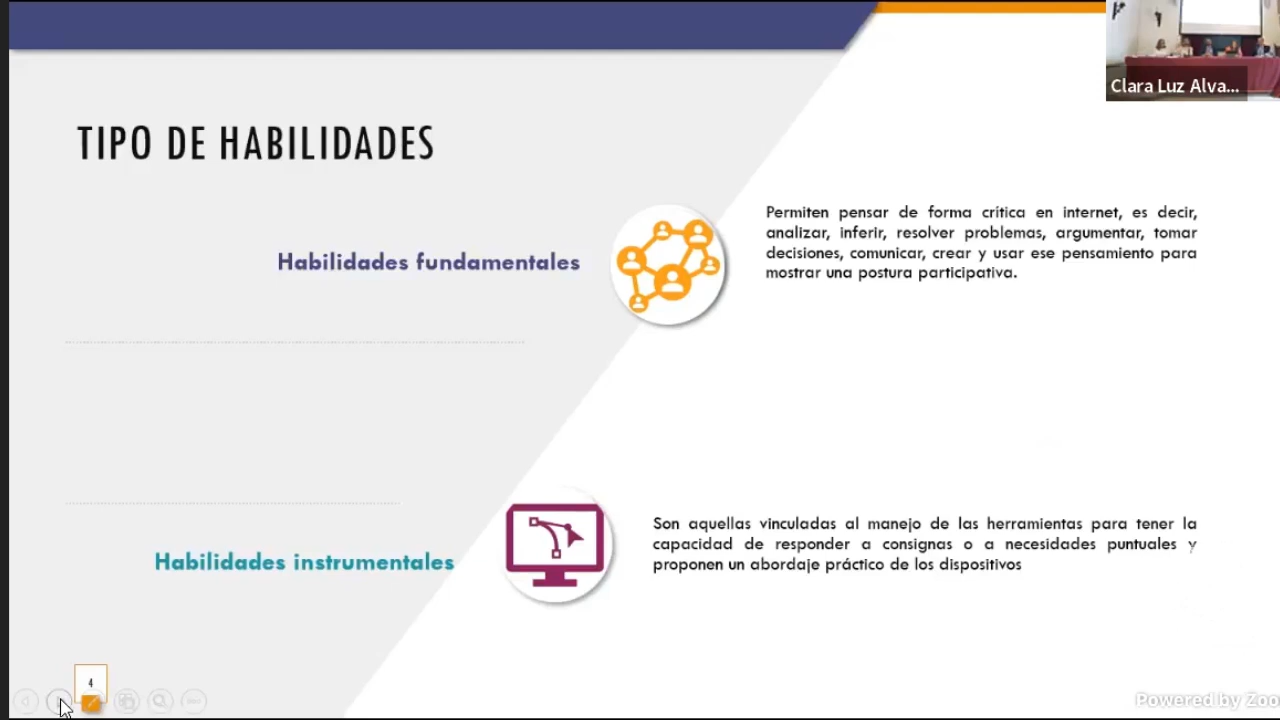 Clara Luz Alva...
TIPO DE HABILIDADES
Habilidades fundamentales
Permiten pensar de forma crítica en internet, es decir,
analizar, inferir, resolver problemas, argumentar, tomar
decisiones, comunicar, crear y usar ese pensamiento para
mostrar una postura participativa.
Habilidades instrumentales
Son aquellas vinculadas al manejo de las herramientas para tener la
capacidad de responder a consignas o a necesidades puntuales y
proponen un abordaje práctico de los dispositivos
4
Powered by Zoo